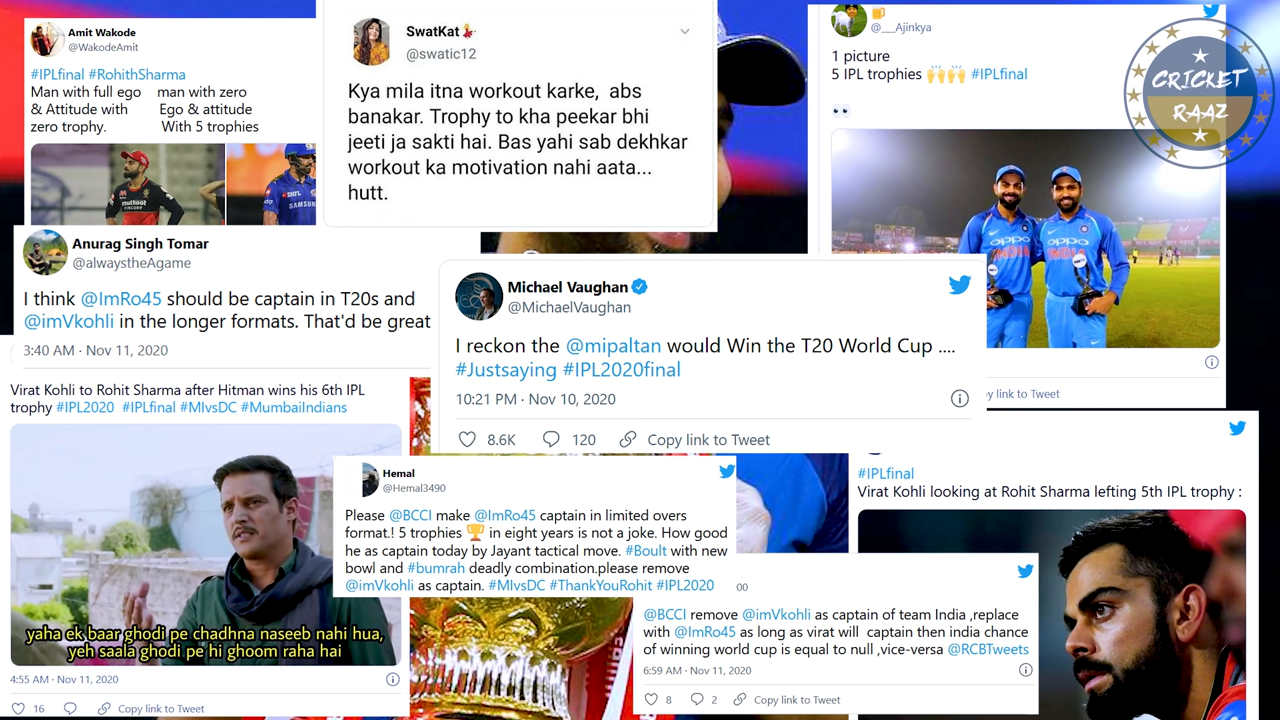 Amit Wakode
@WakodeAmit
#IPLfinal #RohithSharma
Man with full ego man with zero
& Attitude with Ego & attitude
zero trophy. With 5 trophies
SwatKat💃
@swatic12
Kya mila itna workout karke, abs
banakar. Trophy to kha peekar bhi
jeeti ja sakti hai. Bas yahi sab dekhkar
workout ka motivation nahi aata...
hutt.
🍺
@__Ajinkya
1 picture
5 IPL trophies 🙌🙌 #IPLfinal
👀
CRICKET
RAAZ
oppo
INDIA
oppo
INDIA
py link to Tweet
Anurag Singh Tomar
@alwaystheAgame
I think @ImRo45 should be captain in T20s and
@imVkohli in the longer formats. That'd be great
3:40 AM · Nov 11, 2020
Michael Vaughan
@MichaelVaughan
I reckon the @mipaltan would Win the T20 World Cup ....
#Justsaying #IPL2020final
10:21 PM · Nov 10, 2020
8.6K 120 Copy link to Tweet
Virat Kohli to Rohit Sharma after Hitman wins his 6th IPL
trophy #IPL2020 #IPLfinal #MIvsDC #MumbaiIndians
yaha ek baar ghodi pe chadhna naseeb nahi hua,
yeh saala ghodi pe hi ghoom raha hai
4:55 AM · Nov 11, 2020
16 Copy link to Tweet
Hemal
@Hemal3490
Please @BCCI make @ImRo45 captain in limited overs
format.! 5 trophies 🏆 in eight years is not a joke. How good
he as captain today by Jayant tactical move. #Boult with new
bowl and #bumrah deadly combination.please remove
@imVkohli as captain. #MIvsDC #ThankYouRohit #IPL2020
#IPLfinal
Virat Kohli looking at Rohit Sharma lefting 5th IPL trophy :
@BCCI remove @imVkohli as captain of team India ,replace
with @ImRo45 as long as virat will captain then india chance
of winning world cup is equal to null ,vice-versa @RCBTweets
6:59 AM · Nov 11, 2020
8 2 Copy link to Tweet